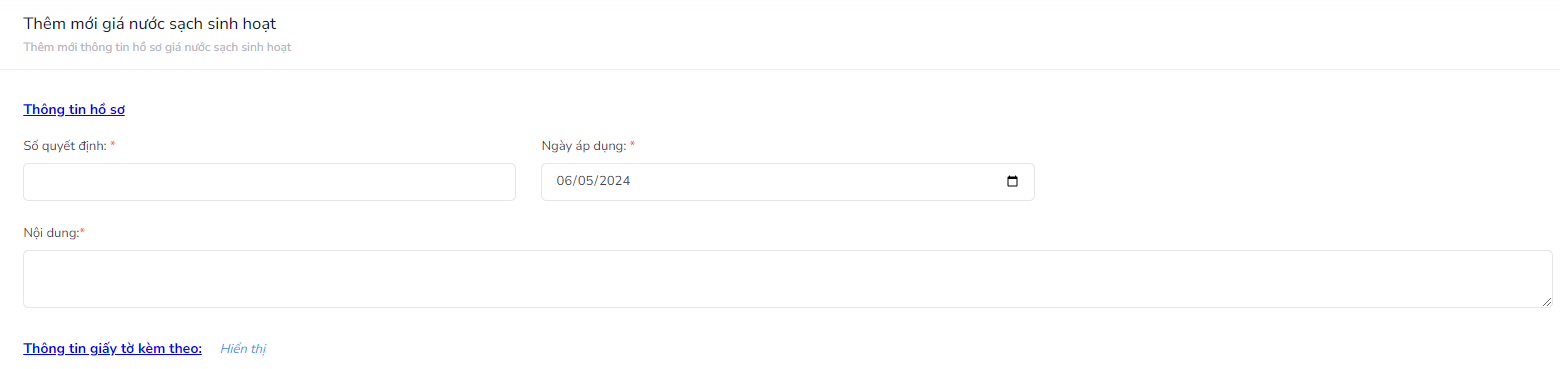 Thêm mới giá nước sạch sinh hoạt
Thêm mới thông tin hồ sơ giá nước sạch sinh hoạt
Thông tin hồ sơ
Số quyết định: * Ngày áp dụng: *
06/05/2024
Nội dung:*
Thông tin giấy tờ kèm theo: Hiển thị